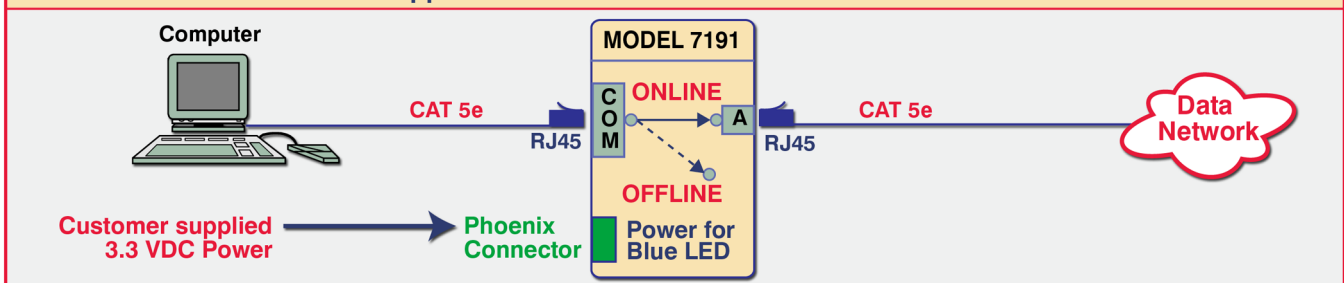 Computer
MODEL 7191
CAT 5e
RJ45
COM
ONLINE
A
OFFLINE
RJ45
CAT 5e
Data
Network
Customer supplied
3.3 VDC Power
Phoenix
Connector
Power for
Blue LED